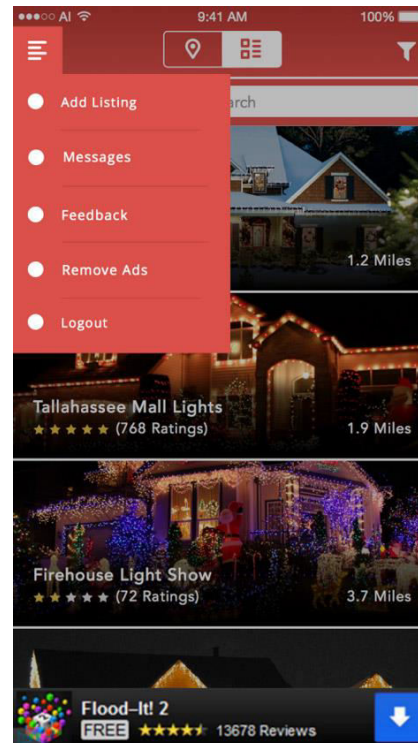 AI
9:41 AM
100%
arch
Add Listing
Messages
Feedback
Remove Ads
Logout
1.2 Miles
Tallahassee Mall Lights
(768 Ratings)
1.9 Miles
Firehouse Light Show
(72 Ratings)
3.7 Miles
Flood-It! 2
FREE
13678 Reviews